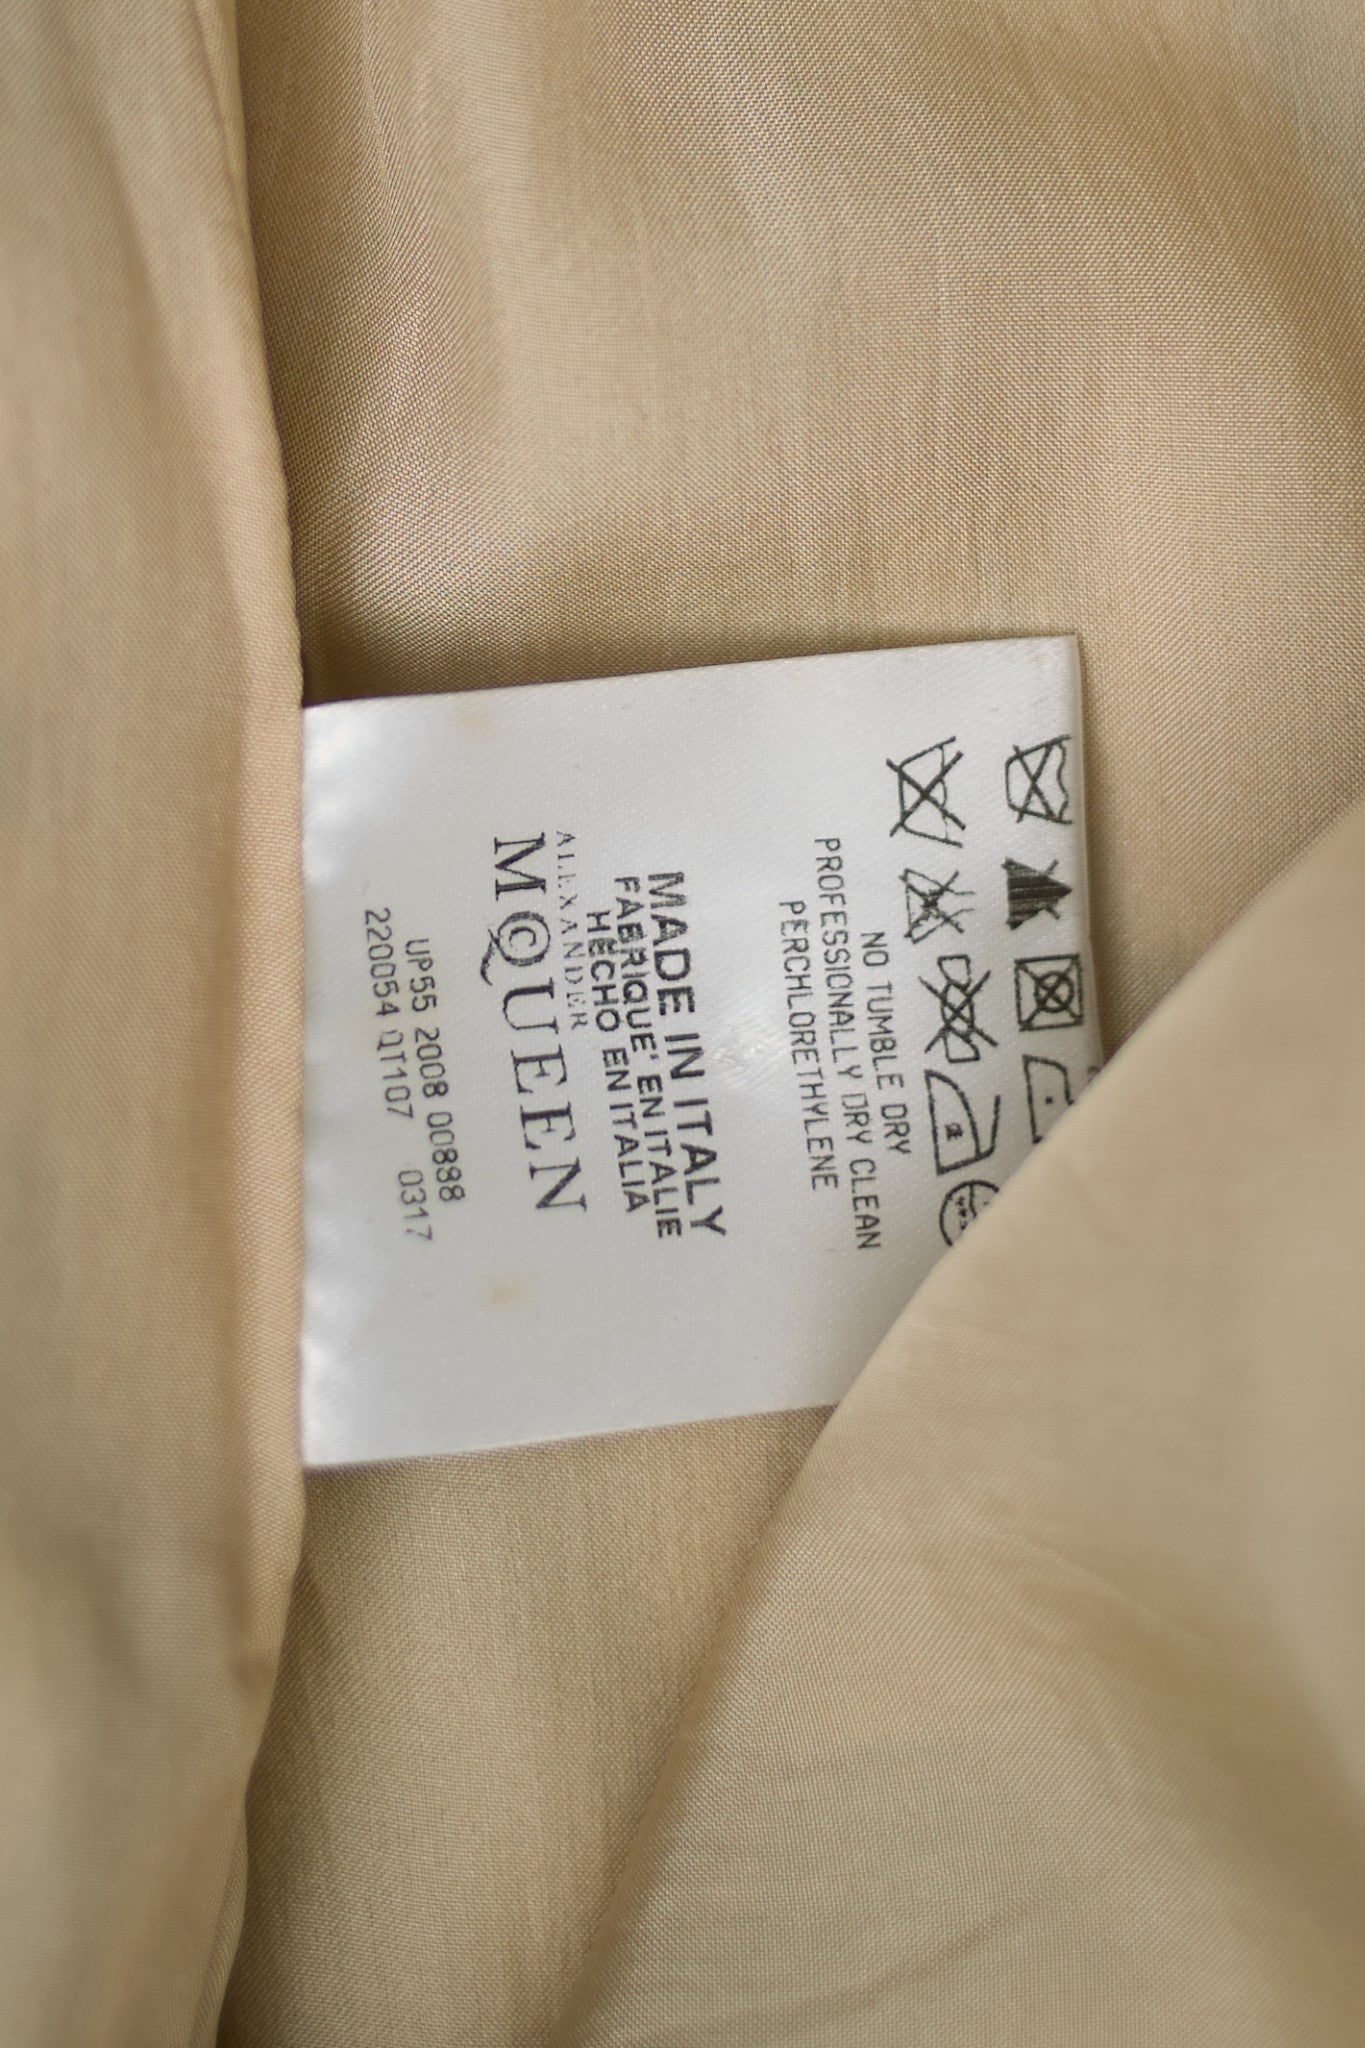 NO TUMBLE DRY
PROFESSIONALLY DRY CLEAN
PERCHLORETHYLENE
MADE IN ITALY
FABRIQUE' EN ITALIE
HECHO EN ITALIA
ALEXANDER
MCQUEEN
UP55 2008 00898
220054 QT107 0317